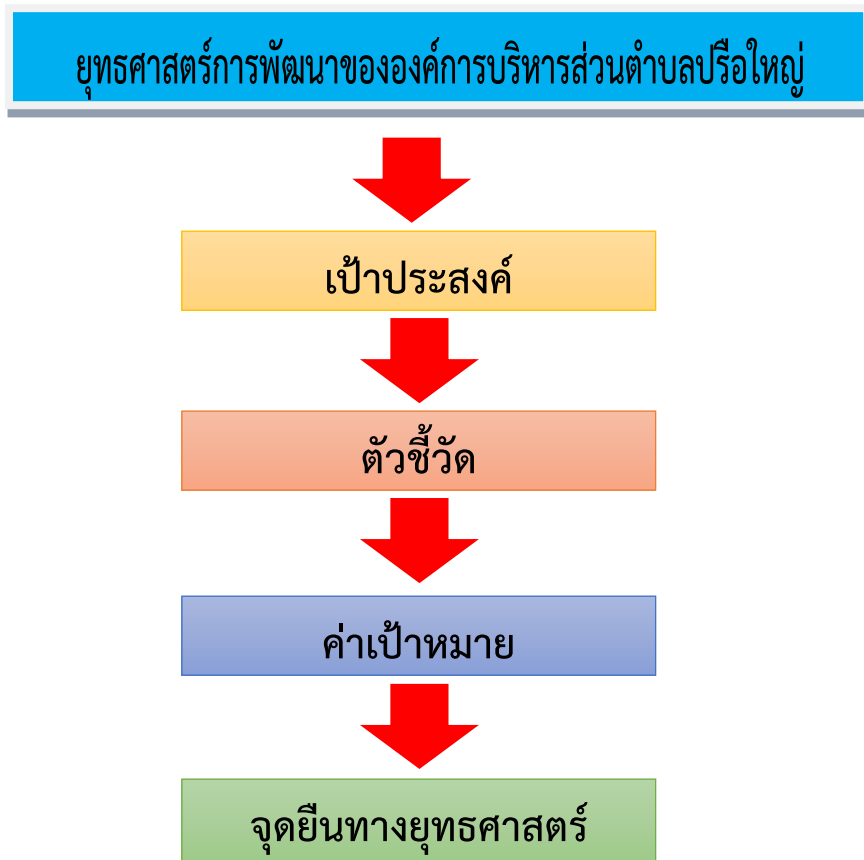 ยุทธศาสตร์การพัฒนาขององค์การบริหารส่วนตำบลปรือใหญ่
เป้าประสงค์
ตัวชี้วัด
ค่าเป้าหมาย
จุดยืนทางยุทธศาสตร์